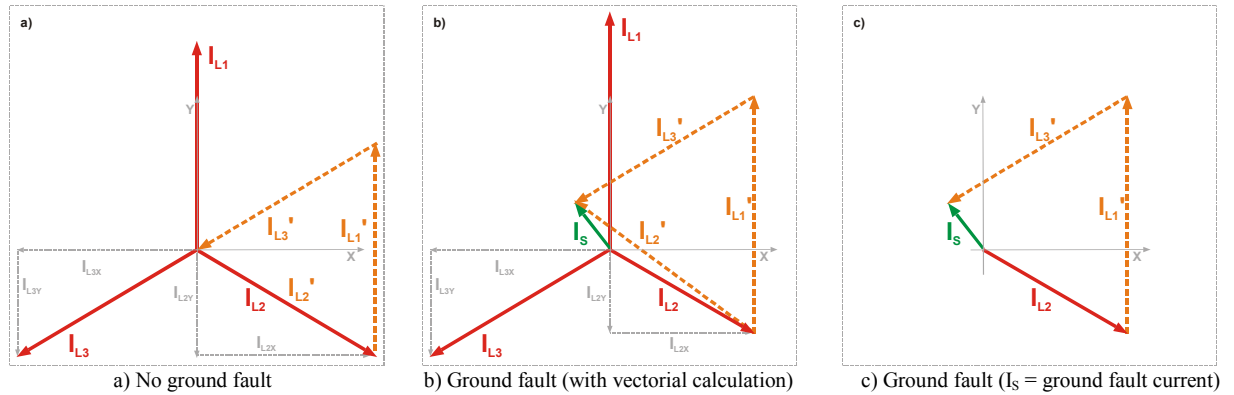 a)
I_L1
Y
I_L3'
I_L1'
X
I_L3X
I_L3Y
I_L2Y
I_L2
I_L2'
I_L3
I_L2X
a) No ground fault
b)
I_L1
Y
I_L3'
I_L1'
I_S
I_L2'
X
I_L3X
I_L3Y
I_L2Y
I_L2
I_L3
I_L2X
b) Ground fault (with vectorial calculation)
c)
Y
I_L3'
I_L1'
I_S
X
I_L2
c) Ground fault (I_S = ground fault current)